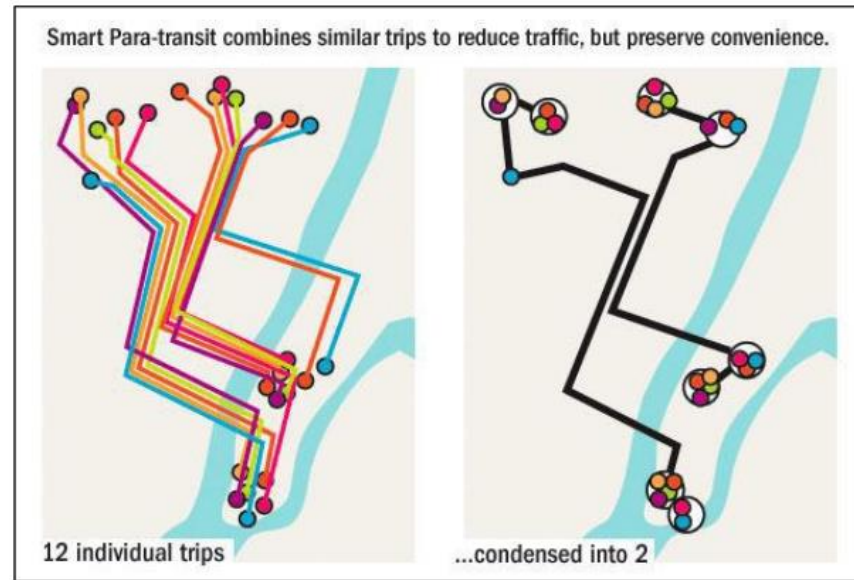 Smart Para-transit combines similar trips to reduce traffic, but preserve convenience.
12 individual trips
...condensed into 2